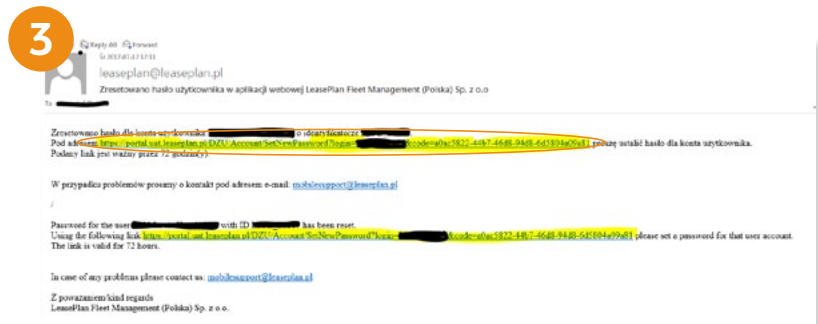 3
Reply All Forward
leaseplan@leaseplan.pl
Zresetowano hasło użytkownika w aplikacji webowej LeasePlan Fleet Management (Polska) Sp. z o.o
To
Zresetowano hasło dla konta użytkownika o identyfikatorze
Pod adresem https://portal.uat.leaseplan.pl/DZU/Account/SetNewPassword?login= &code=a0ac5822-44b7-46d8-94d8-6d5804a09a81 proszę ustalić hasło dla konta użytkownika.
Podany link jest ważny przez 72 godzin(y).
W przypadku problemów prosimy o kontakt pod adresem e-mail: mobilesupport@leaseplan.pl
/
Password for the user with ID has been reset.
Using the following link https://portal.uat.leaseplan.pl/DZU/Account/SetNewPassword?login= &code=a0ac5822-44b7-46d8-94d8-6d5804a09a81 please set a password for that user account.
The link is valid for 72 hours.
In case of any problems please contact us: mobilesupport@leaseplan.pl
Z poważaniem/kind regards
LeasePlan Fleet Management (Polska) Sp. z o.o.